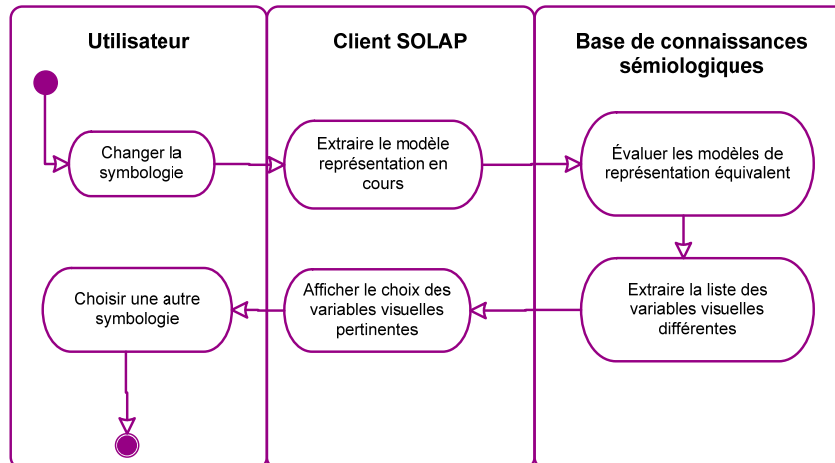 Utilisateur
Client SOLAP
Base de connaissances
sémiologiques
Changer la
symbologie
Extraire le modèle
représentation en
cours
Évaluer les modèles de
représentation équivalent
Choisir une autre
symbologie
Afficher le choix des
variables visuelles
pertinentes
Extraire la liste des
variables visuelles
différentes